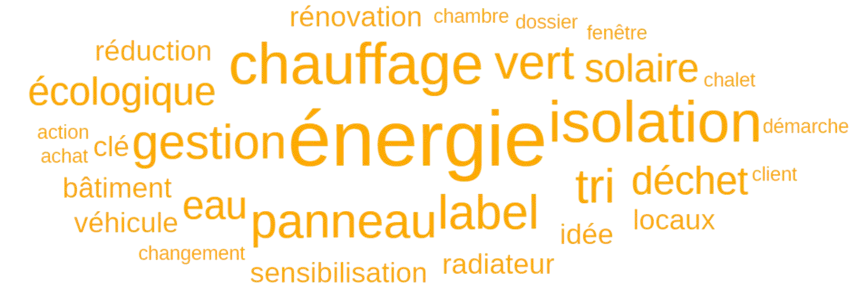 rénovation chambre dossier
fenêtre
réduction chauffage vert solaire
chalet
écologique
action clé gestion énergie isolation démarche
achat
bâtiment eau tri déchet client
véhicule panneau label idée locaux
changement
sensibilisation radiateur